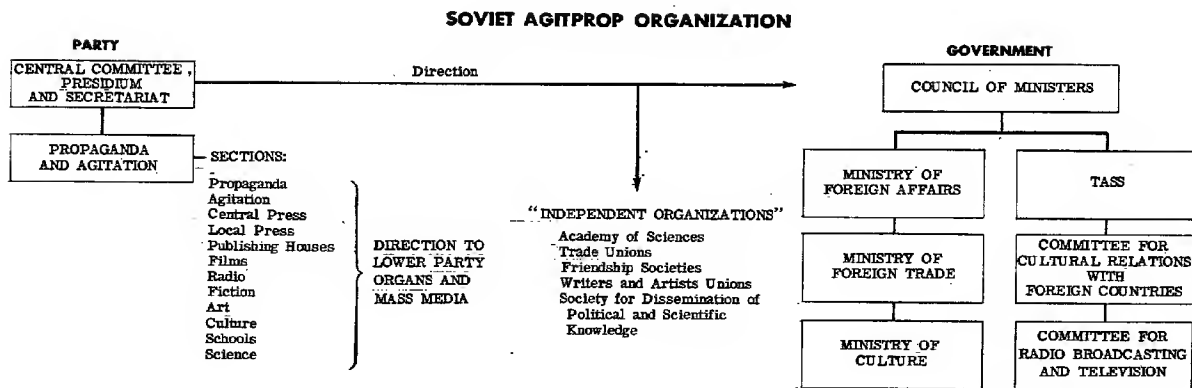 SOVIET AGITPROP ORGANIZATION
PARTY
CENTRAL COMMITTEE,
PRESIDIUM
AND SECRETARIAT
PROPAGANDA
AND AGITATION
SECTIONS:
Propaganda
Agitation
Central Press
Local Press
Publishing Houses
Films
Radio
Fiction
Art
Culture
Schools
Science
DIRECTION TO
LOWER PARTY
ORGANS AND
MASS MEDIA
Direction
"INDEPENDENT ORGANIZATIONS"
Academy of Sciences
Trade Unions
Friendship Societies
Writers and Artists Unions
Society for Dissemination of
Political and Scientific
Knowledge
GOVERNMENT
COUNCIL OF MINISTERS
MINISTRY OF
FOREIGN AFFAIRS
MINISTRY OF
FOREIGN TRADE
MINISTRY OF
CULTURE
TASS
COMMITTEE FOR
CULTURAL RELATIONS
WITH
FOREIGN COUNTRIES
COMMITTEE FOR
RADIO BROADCASTING
AND TELEVISION